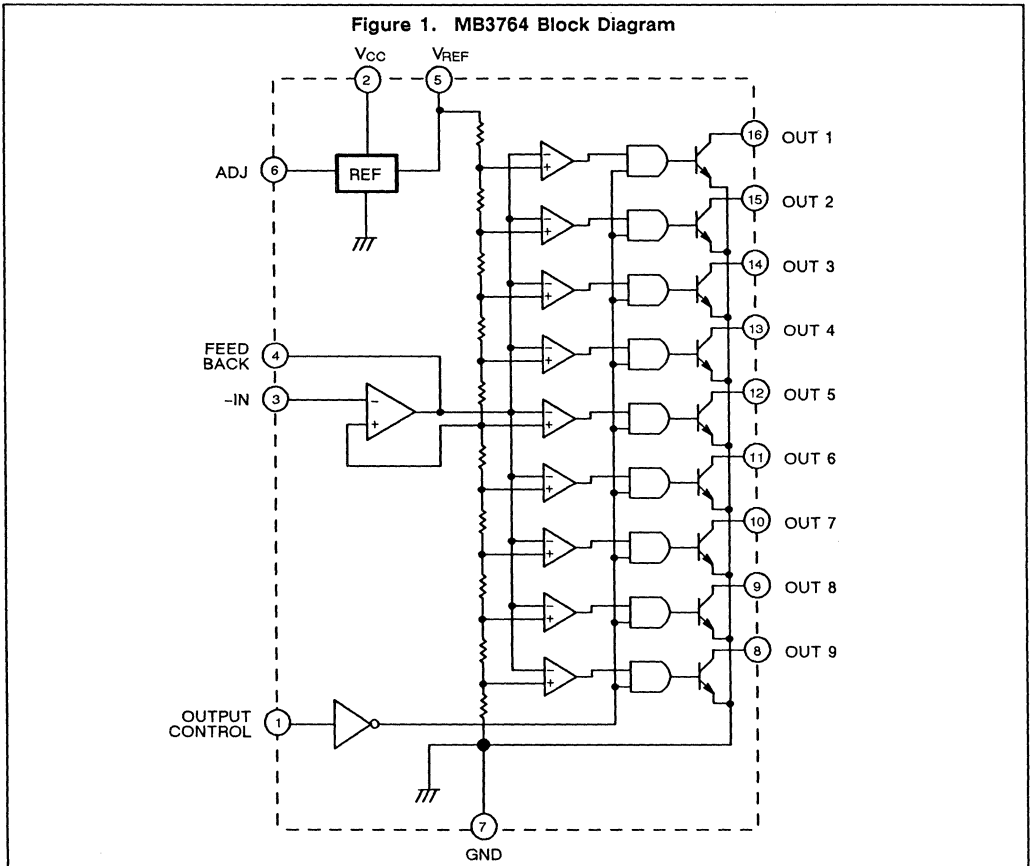 Figure 1. MB3764 Block Diagram
VCC VREF
2 5
16 OUT 1
ADJ 6 REF
- +
15 OUT 2
- +
14 OUT 3
- +
13 OUT 4
FEED BACK 4
- +
-IN 3
12 OUT 5
- +
- +
11 OUT 6
- +
10 OUT 7
- +
9 OUT 8
- +
8 OUT 9
- +
OUTPUT CONTROL 1
7
GND